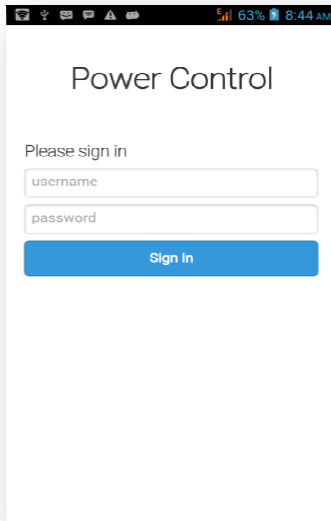 E 63% 8:44 AM
Power Control
Please sign in
username
password
Sign in